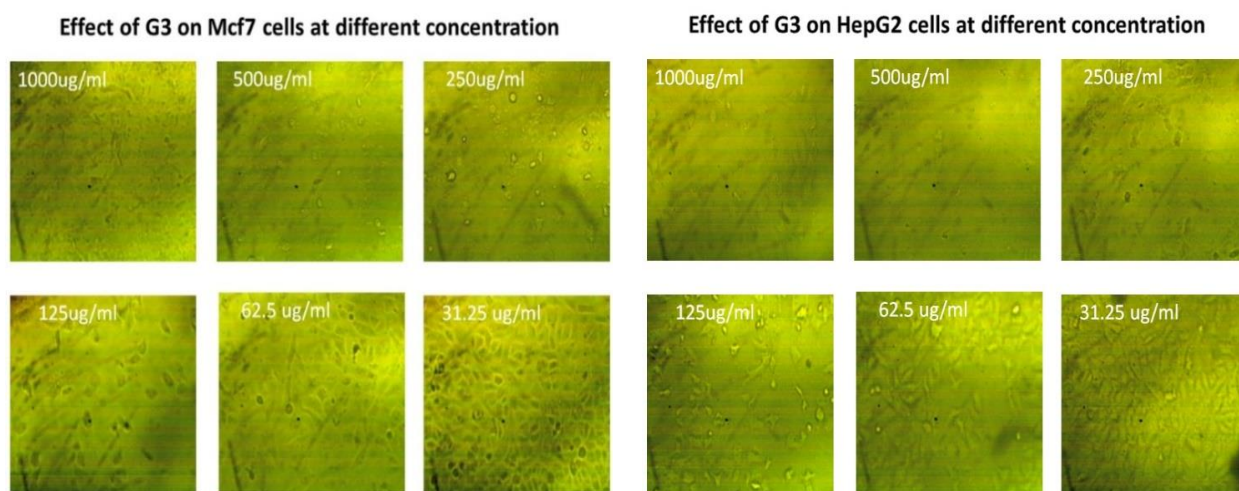 Effect of G3 on Mcf7 cells at different concentration
1000ug/ml 500ug/ml 250ug/ml
125ug/ml 62.5 ug/ml 31.25 ug/ml
Effect of G3 on HepG2 cells at different concentration
1000ug/ml 500ug/ml 250ug/ml
125ug/ml 62.5 ug/ml 31.25 ug/ml